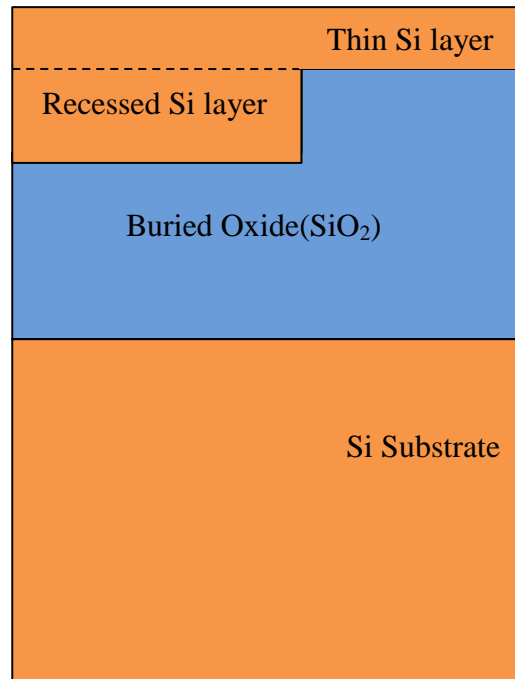 Thin Si layer
Recessed Si layer
Buried Oxide(SiO₂)
Si Substrate